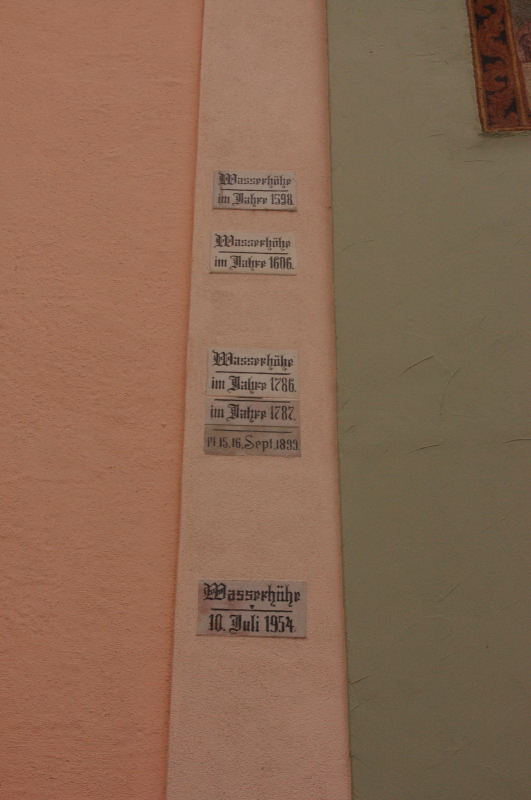 Wasserhöhe
im Jahre 1598.
Wasserhöhe
im Jahre 1606.
Wasserhöhe
im Jahre 1786.
im Jahre 1787.
14.15.16. Sept. 1899.
Wasserhöhe
10. Juli 1954.